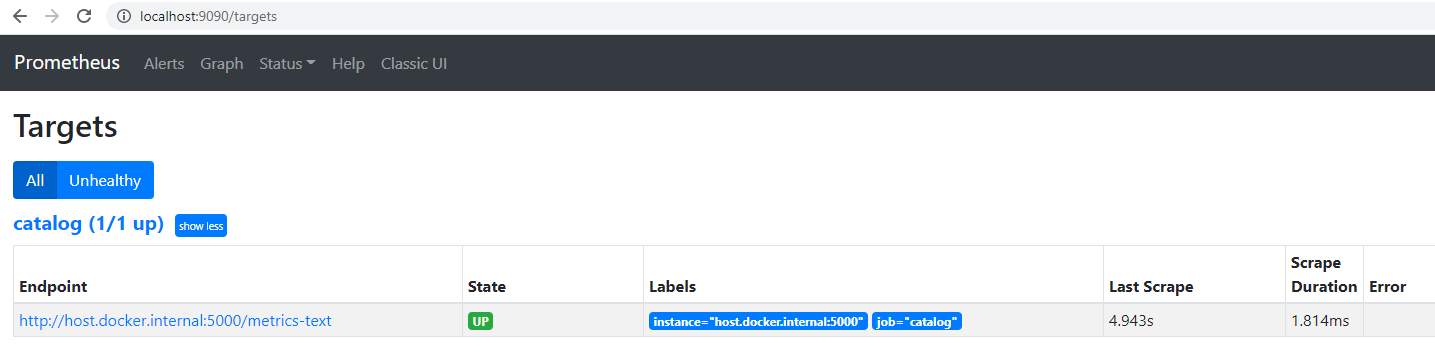 localhost:9090/targets
Prometheus Alerts Graph Status Help Classic UI
Targets
All Unhealthy
catalog (1/1 up) show less
Endpoint State Labels Last Scrape Scrape Duration Error
http://host.docker.internal:5000/metrics-text UP instance="host.docker.internal:5000" job="catalog" 4.943s 1.814ms